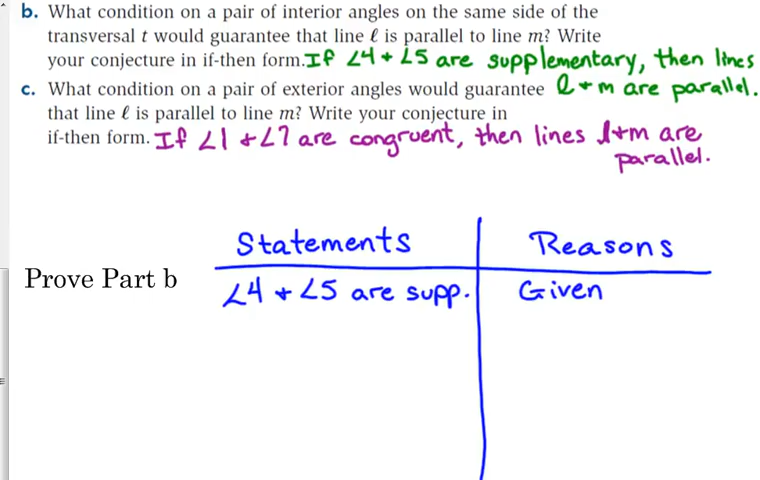 b. What condition on a pair of interior angles on the same side of the
transversal t would guarantee that line ℓ is parallel to line m? Write
your conjecture in if-then form. If ∠4 + ∠5 are supplementary, then lines
ℓ + m are parallel.
c. What condition on a pair of exterior angles would guarantee
that line ℓ is parallel to line m? Write your conjecture in
if-then form. If ∠1 + ∠7 are congruent, then lines l + m are
parallel.
Statements Reasons
Prove Part b
∠4 + ∠5 are supp. Given